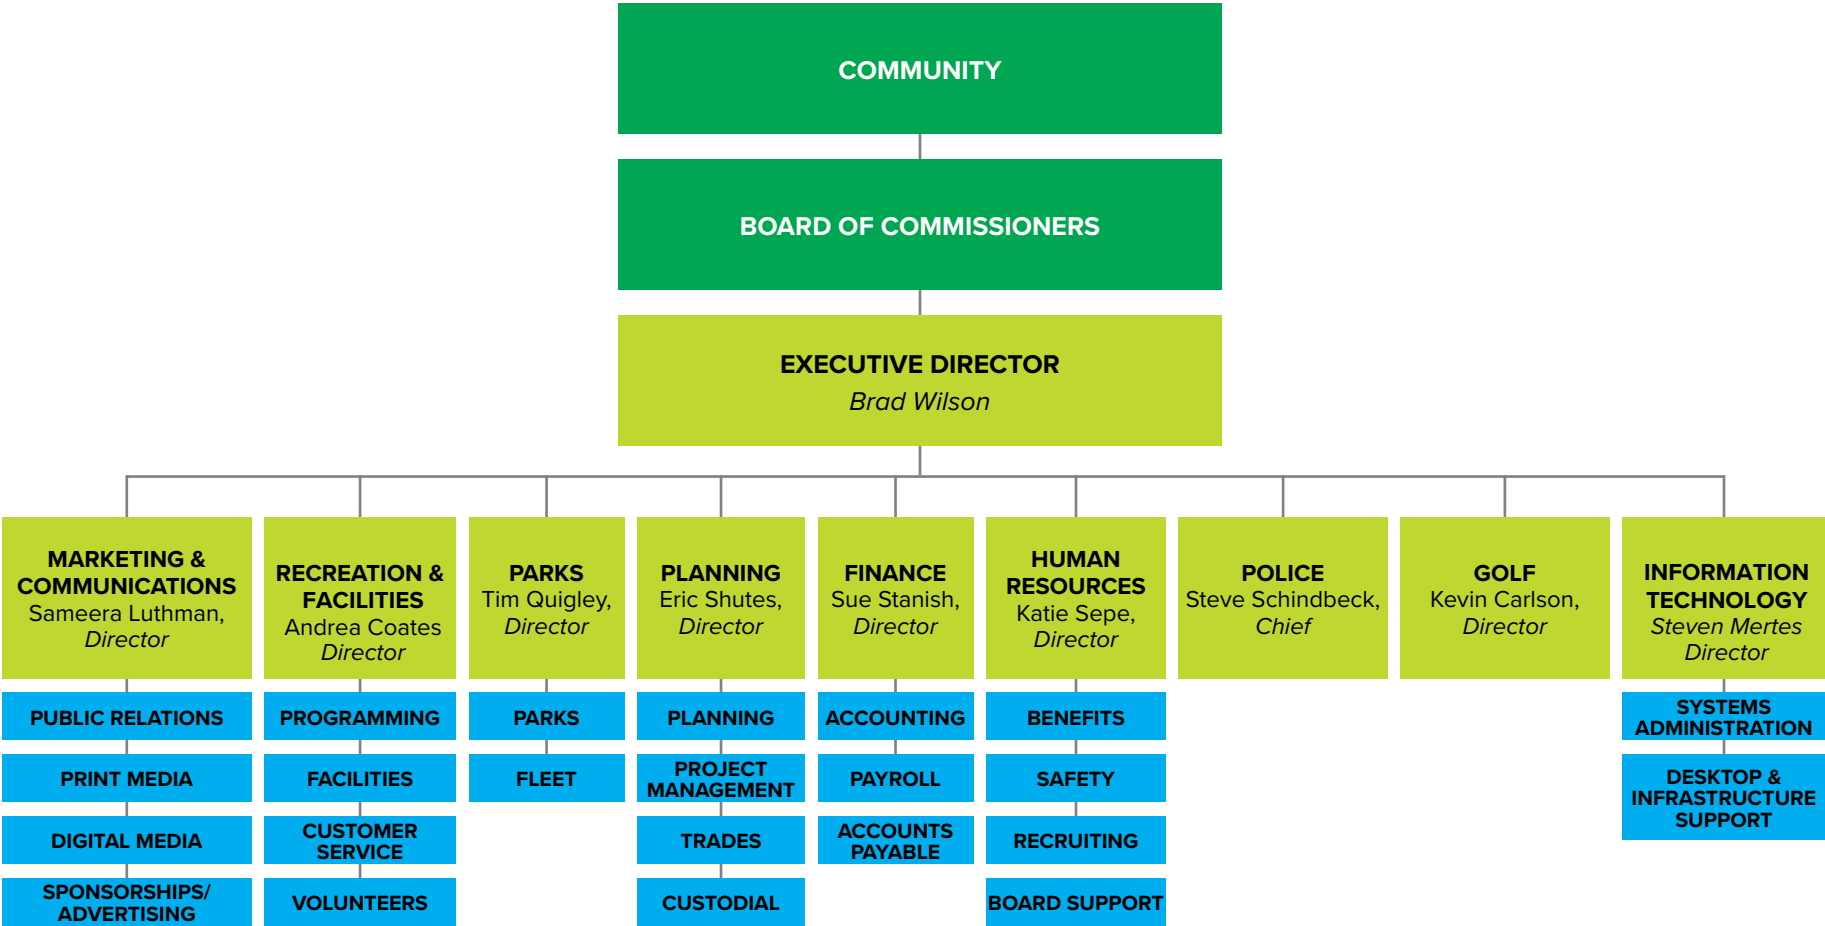 COMMUNITY
BOARD OF COMMISSIONERS
EXECUTIVE DIRECTOR
Brad Wilson
MARKETING &
COMMUNICATIONS
Sameera Luthman,
Director
RECREATION &
FACILITIES
Andrea Coates
Director
PARKS
Tim Quigley,
Director
PLANNING
Eric Shutes,
Director
FINANCE
Sue Stanish,
Director
HUMAN
RESOURCES
Katie Sepe,
Director
POLICE
Steve Schindbeck,
Chief
GOLF
Kevin Carlson,
Director
INFORMATION
TECHNOLOGY
Steven Mertes
Director
PUBLIC RELATIONS
PRINT MEDIA
DIGITAL MEDIA
SPONSORSHIPS/
ADVERTISING
PROGRAMMING
FACILITIES
CUSTOMER
SERVICE
VOLUNTEERS
PARKS
FLEET
PLANNING
PROJECT
MANAGEMENT
TRADES
CUSTODIAL
ACCOUNTING
PAYROLL
ACCOUNTS
PAYABLE
BENEFITS
SAFETY
RECRUITING
BOARD SUPPORT
SYSTEMS
ADMINISTRATION
DESKTOP &
INFRASTRUCTURE
SUPPORT